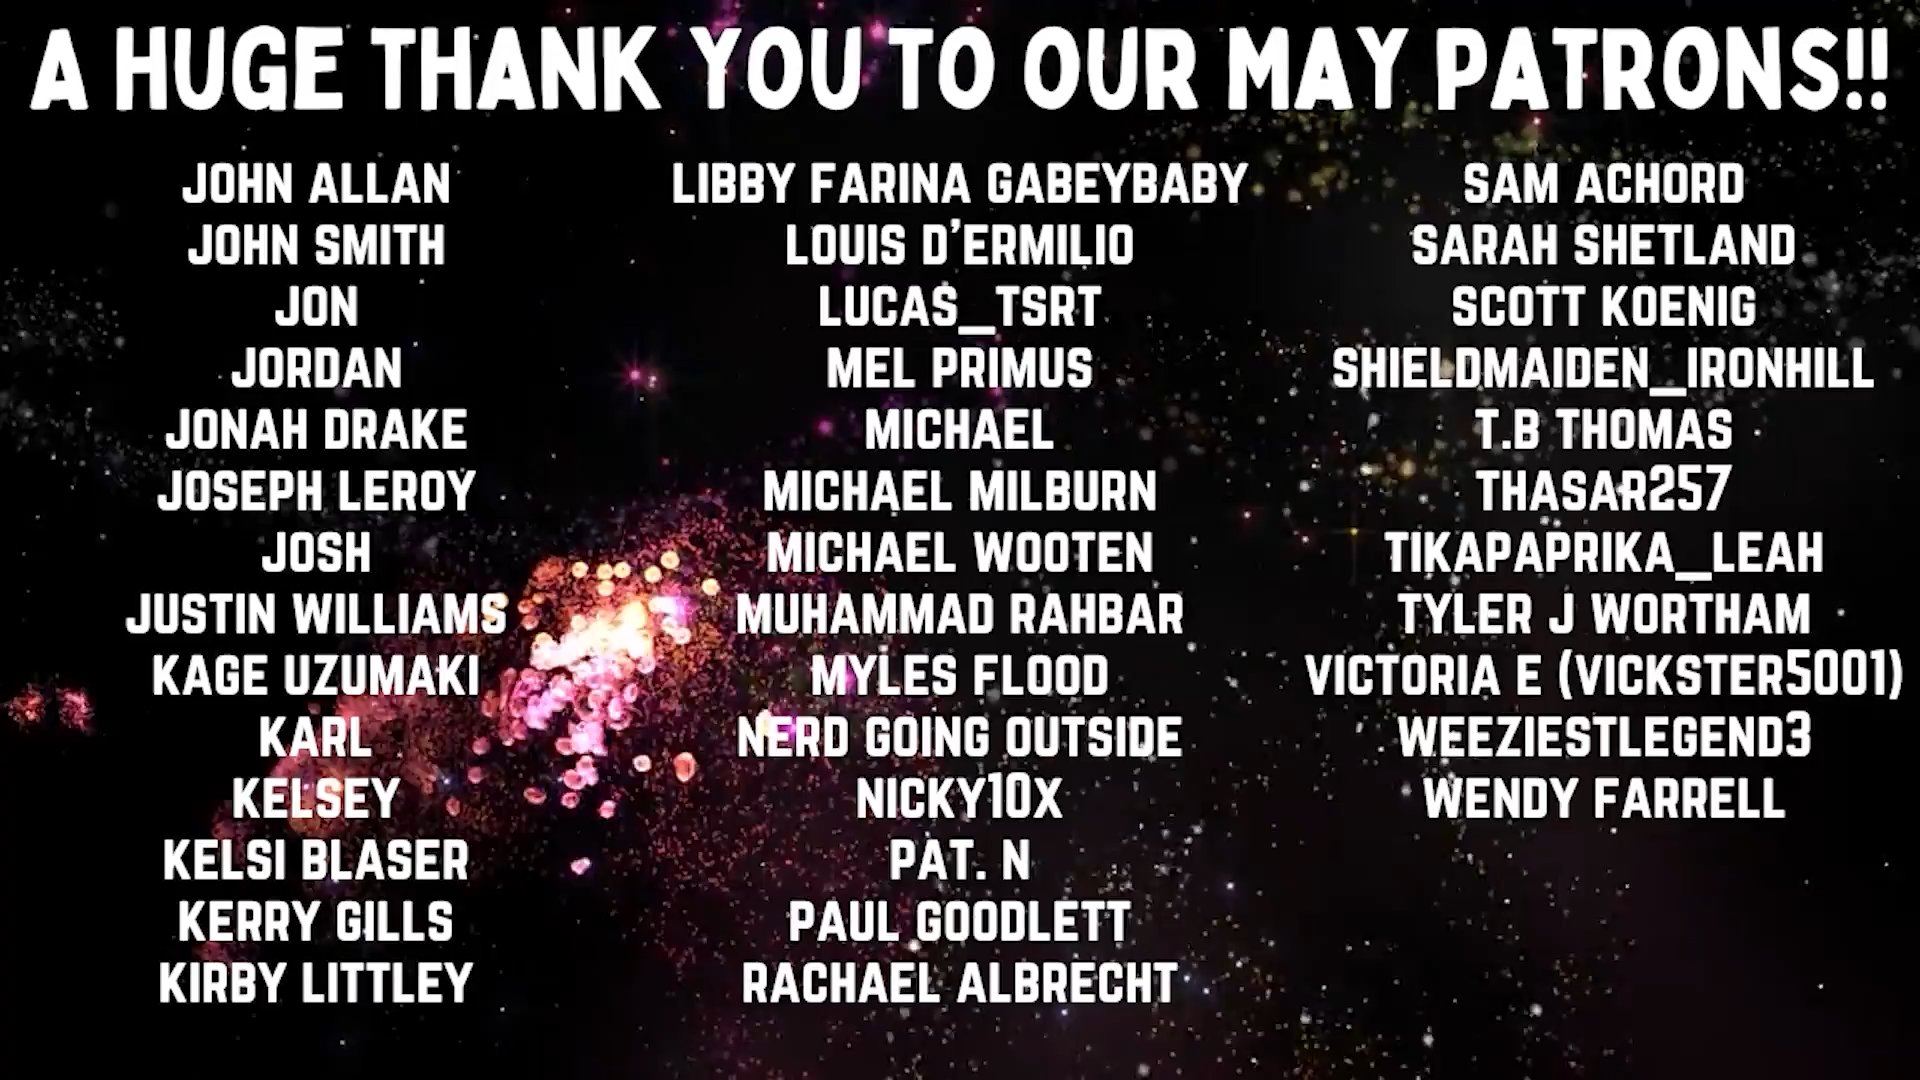 A HUGE THANK YOU TO OUR MAY PATRONS!!
JOHN ALLAN
JOHN SMITH
JON
JORDAN
JONAH DRAKE
JOSEPH LEROY
JOSH
JUSTIN WILLIAMS
KAGE UZUMAKI
KARL
KELSEY
KELSI BLASER
KERRY GILLS
KIRBY LITTLEY
LIBBY FARINA GABEYBABY
LOUIS D'ERMILIO
LUCAS_TSRT
MEL PRIMUS
MICHAEL
MICHAEL MILBURN
MICHAEL WOOTEN
MUHAMMAD RAHBAR
MYLES FLOOD
NERD GOING OUTSIDE
NICKY10X
PAT. N
PAUL GOODLETT
RACHAEL ALBRECHT
SAM ACHORD
SARAH SHETLAND
SCOTT KOENIG
SHIELDMAIDEN_IRONHILL
T.B THOMAS
THASAR257
TIKAPAPRIKA_LEAH
TYLER J WORTHAM
VICTORIA E (VICKSTER5001)
WEEZIESTLEGEND3
WENDY FARRELL